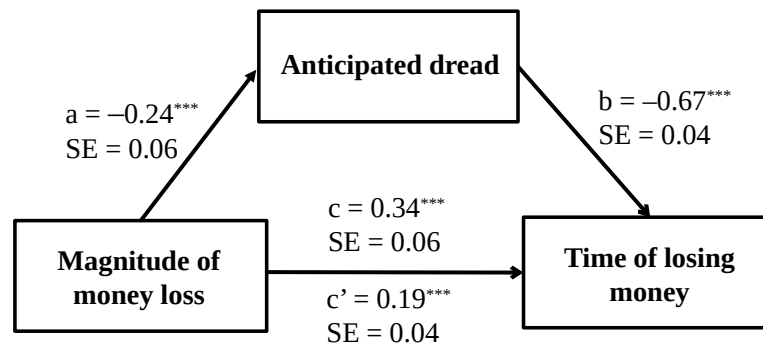 Anticipated dread
a = –0.24***
SE = 0.06
b = –0.67***
SE = 0.04
c = 0.34***
SE = 0.06
Magnitude of
money loss
Time of losing
money
c’ = 0.19***
SE = 0.04